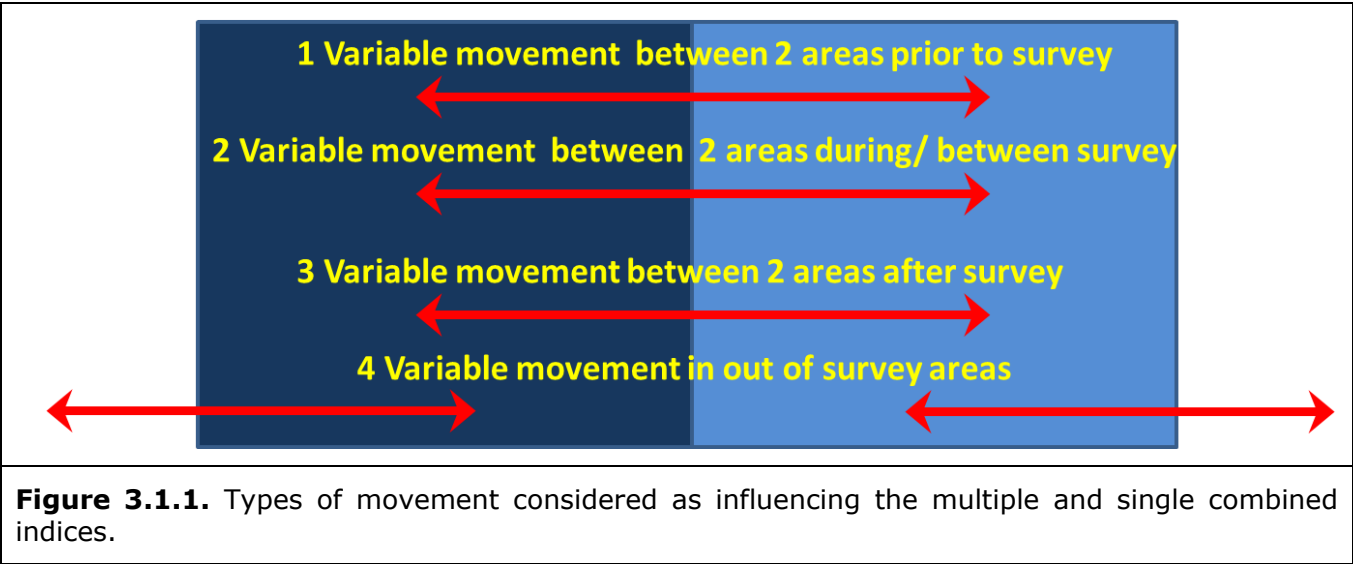 1 Variable movement between 2 areas prior to survey
2 Variable movement between 2 areas during/ between survey
3 Variable movement between 2 areas after survey
4 Variable movement in out of survey areas
Figure 3.1.1. Types of movement considered as influencing the multiple and single combined
indices.